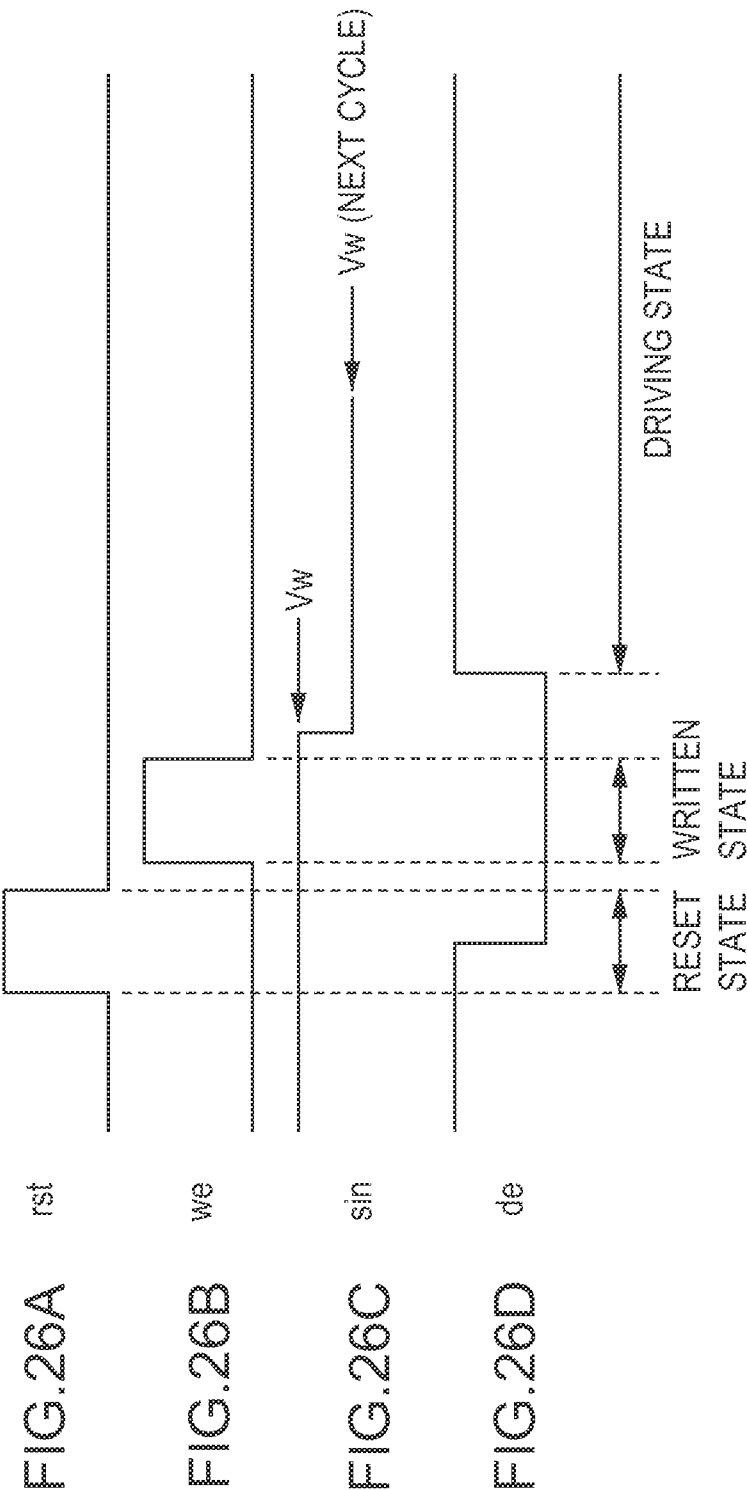 FIG.26A rst
FIG.26B we
Vw
FIG.26C sin
Vw (NEXT CYCLE)
FIG.26D de
RESET STATE
WRITTEN STATE
DRIVING STATE